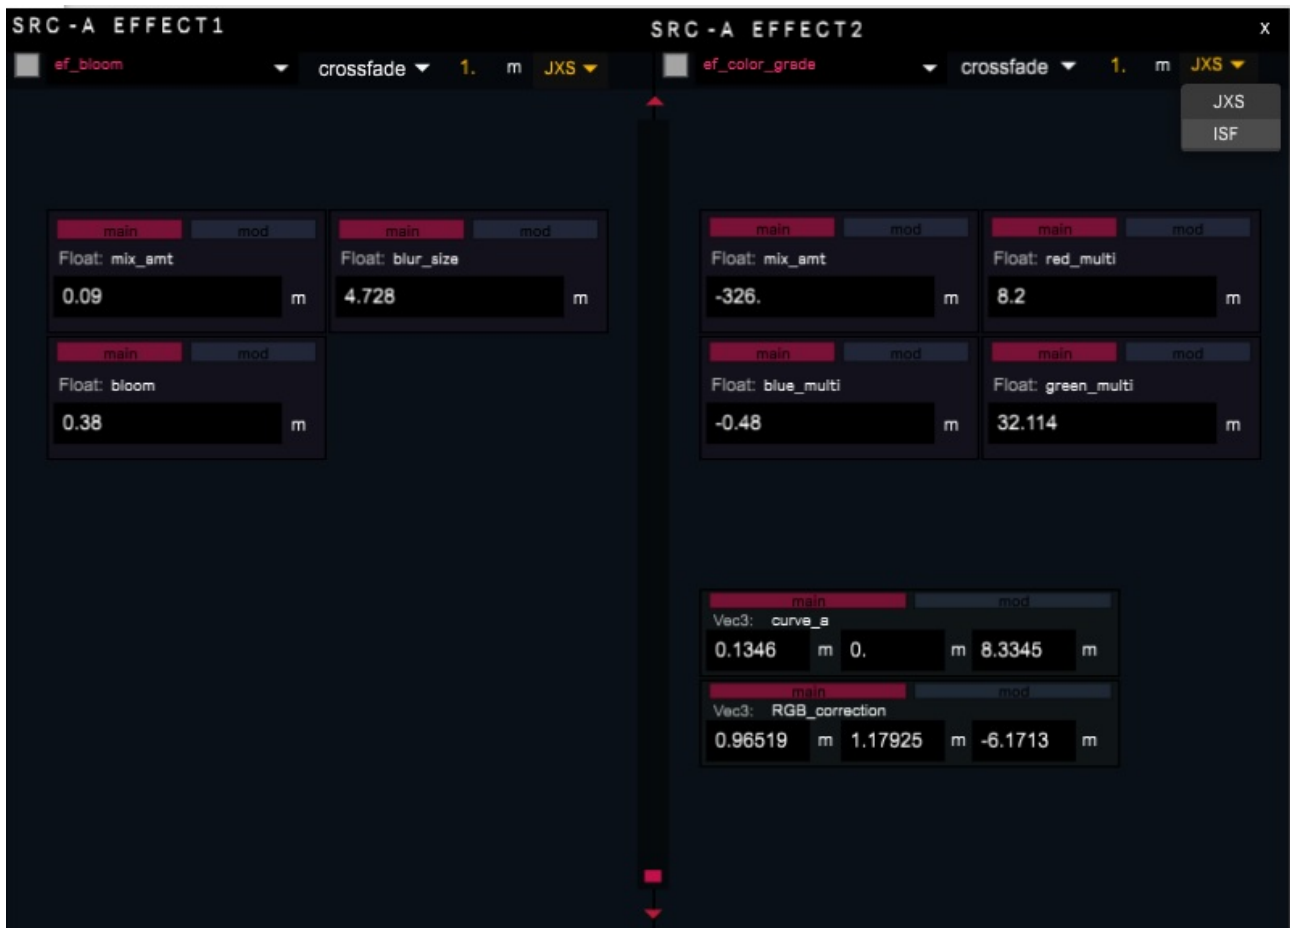 SRC-A EFFECT1
ef_bloom crossfade 1. m JXS
main mod main mod
Float: mix_amt Float: blur_size
0.09 m 4.728 m
main mod
Float: bloom
0.38 m
SRC-A EFFECT2 X
ef_color_grade crossfade 1. m JXS
JXS
ISF
main mod main mod
Float: mix_amt Float: red_multi
-326. m 8.2 m
main mod main mod
Float: blue_multi Float: green_multi
-0.48 m 32.114 m
main mod
Vec3: curve_a
0.1346 m 0. m 8.3345 m
main mod
Vec3: RGB_correction
0.96519 m 1.17925 m -6.1713 m